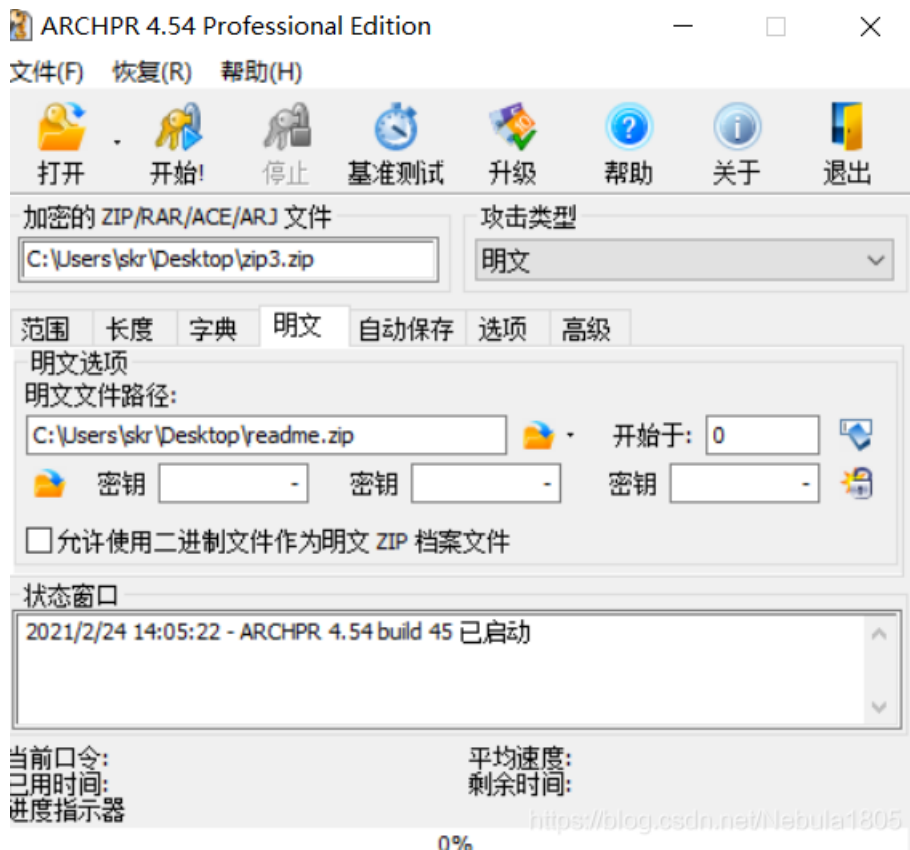 ARCHPR 4.54 Professional Edition
文件(F) 恢复(R) 帮助(H)
打开 开始! 停止 基准测试 升级 帮助 关于 退出
加密的 ZIP/RAR/ACE/ARJ 文件 攻击类型
C:\Users\skr\Desktop\zip3.zip 明文
范围 长度 字典 明文 自动保存 选项 高级
明文选项
明文文件路径:
C:\Users\skr\Desktop\readme.zip 开始于: 0
密钥 - 密钥 - 密钥 -
允许使用二进制文件作为明文 ZIP 档案文件
状态窗口
2021/2/24 14:05:22 - ARCHPR 4.54 build 45 已启动
当前口令: 平均速度:
已用时间: 剩余时间:
进度指示器
https://blog.csdn.net/Nebula1805
0%